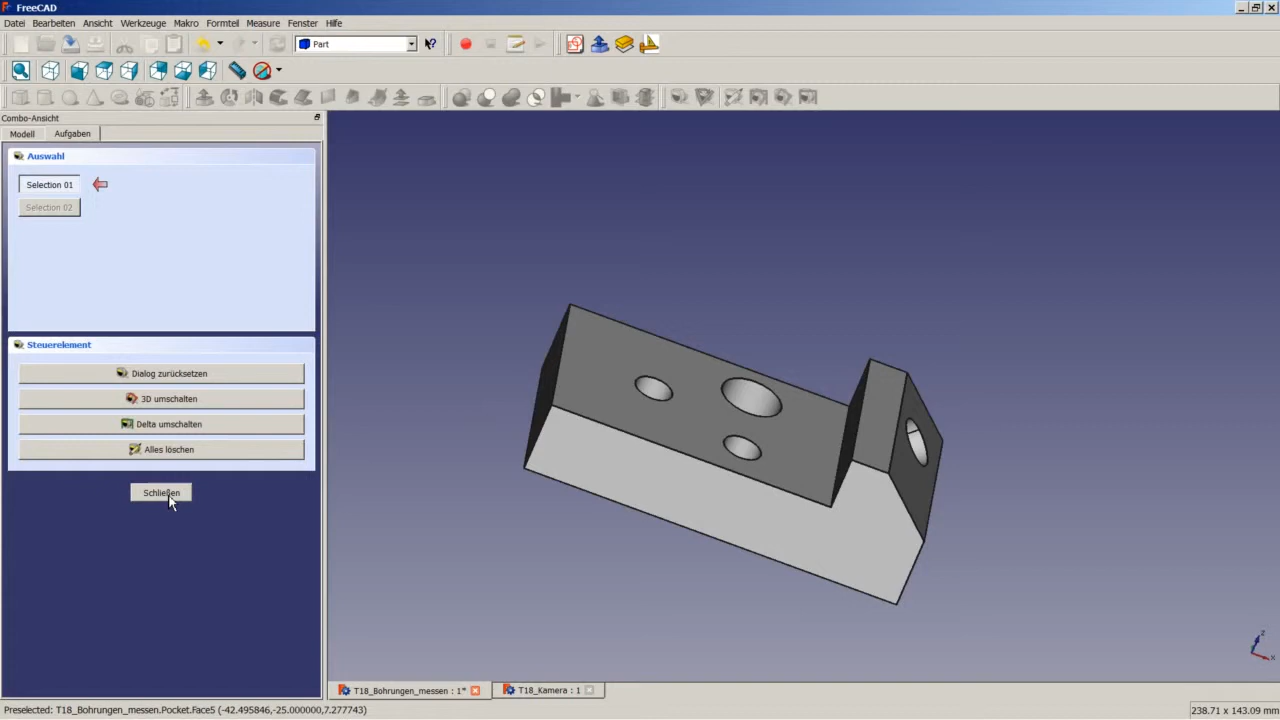 FreeCAD
Datei Bearbeiten Ansicht Werkzeuge Makro Formteil Measure Fenster Hilfe
Part
Combo-Ansicht
Modell Aufgaben
Auswahl
Selection 01
Selection 02
Steuerelement
Dialog zurücksetzen
3D umschalten
Delta umschalten
Alles löschen
Schließen
z
x
T18_Bohrungen_messen : 1* T18_Kamera : 1
Preselected: T18_Bohrungen_messen.Pocket.Face5 (-42.495846,-25.000000,7.277743) 238.71 x 143.09 mm